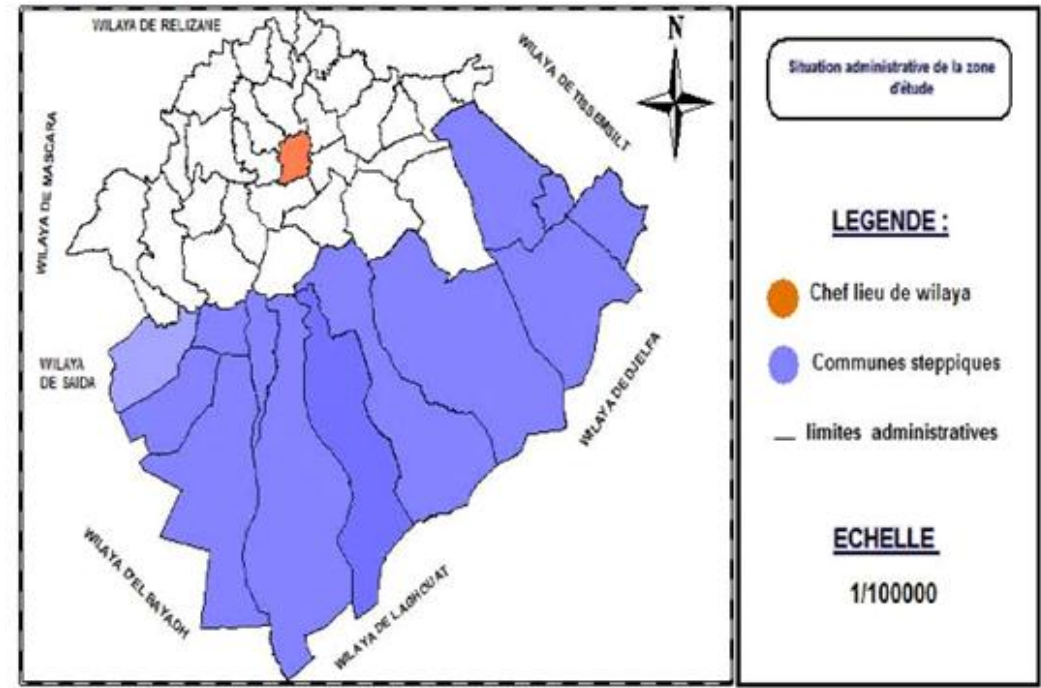 WILAYA DE RELIZANE
N
WILAYA DE TISSEMSILT
WILAYA DE MASCARA
WILAYA
DE SAIDA
WILAYA DE DJELFA
WILAYA D'EL BAYADH
WILAYA DE LAGHOUAT
Situation administrative de la zone
d'étude
LEGENDE :
Chef lieu de wilaya
Communes steppiques
limites administratives
ECHELLE
1/100000